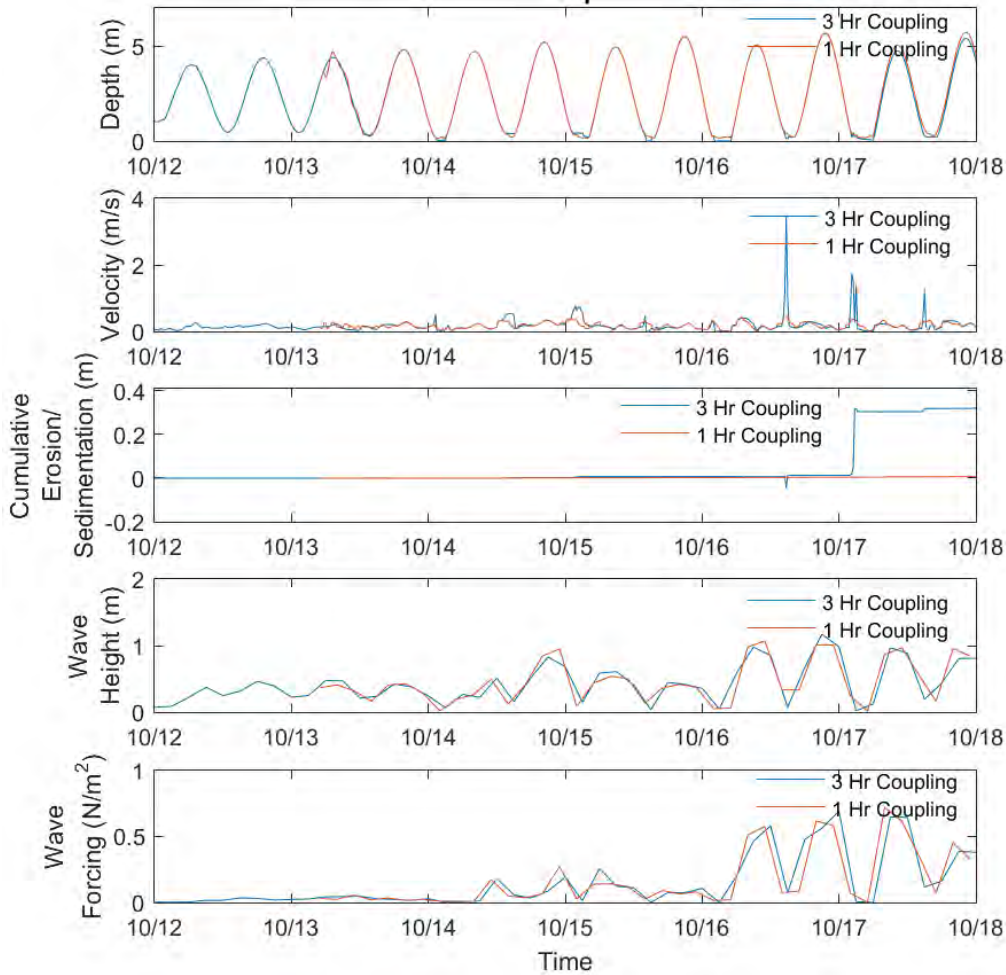 3 Hr Coupling
1 Hr Coupling
Depth (m)
5
0
10/12 10/13 10/14 10/15 10/16 10/17 10/18
3 Hr Coupling
1 Hr Coupling
Velocity (m/s)
4
2
0
10/12 10/13 10/14 10/15 10/16 10/17 10/18
3 Hr Coupling
1 Hr Coupling
Cumulative
Erosion/
Sedimentation (m)
0.4
0.2
0
-0.2
10/12 10/13 10/14 10/15 10/16 10/17 10/18
3 Hr Coupling
1 Hr Coupling
Wave
Height (m)
2
1
0
10/12 10/13 10/14 10/15 10/16 10/17 10/18
3 Hr Coupling
1 Hr Coupling
Wave
Forcing (N/m²)
1
0.5
0
10/12 10/13 10/14 10/15 10/16 10/17 10/18
Time